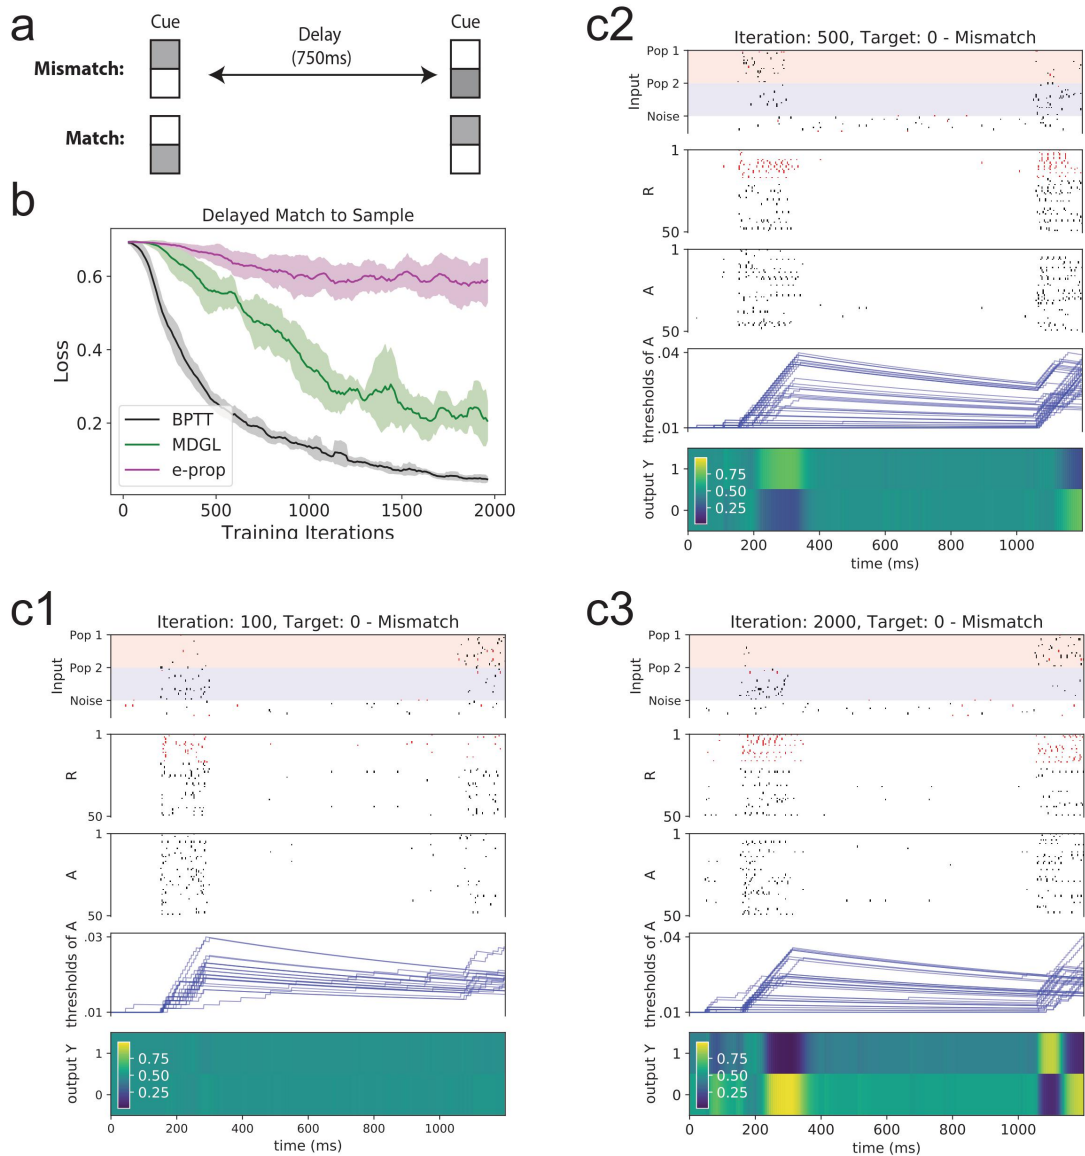 a
Cue
Cue
Mismatch:
Delay
(750ms)
Match:
b
Delayed Match to Sample
Loss
0.6
0.4
0.2
BPTT
MDGL
e-prop
0
500
1000
1500
2000
Training Iterations
c2
Iteration: 500, Target: 0 - Mismatch
Input
Pop 1
Pop 2
Noise
R
1
50
A
1
50
thresholds of A
.04
.01
output Y
1
0
0.75
0.50
0.25
0
200
400
600
800
1000
time (ms)
c1
Iteration: 100, Target: 0 - Mismatch
Input
Pop 1
Pop 2
Noise
R
1
50
A
1
50
thresholds of A
.03
.01
output Y
1
0
0.75
0.50
0.25
0
200
400
600
800
1000
time (ms)
c3
Iteration: 2000, Target: 0 - Mismatch
Input
Pop 1
Pop 2
Noise
R
1
50
A
1
50
thresholds of A
.04
.01
output Y
1
0
0.75
0.50
0.25
0
200
400
600
800
1000
time (ms)